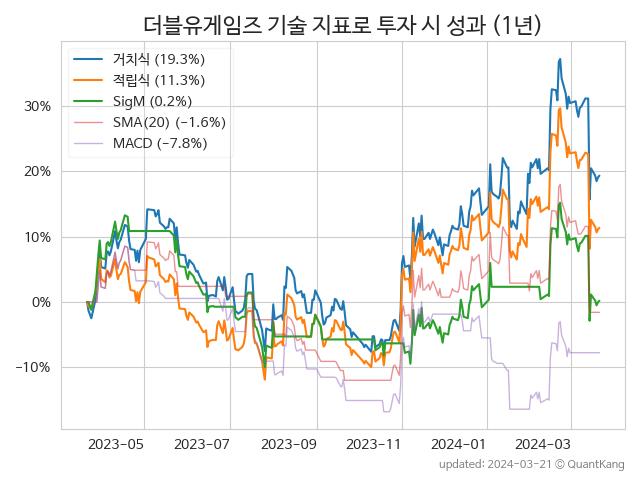 더블유게임즈 기술 지표로 투자 시 성과 (1년)
거치식 (19.3%)
적립식 (11.3%)
SigM (0.2%)
SMA(20) (−1.6%)
MACD (−7.8%)
30%
20%
10%
0%
−10%
2023−05 2023−07 2023−09 2023−11 2024−01 2024−03
updated: 2024−03−21 © QuantKang